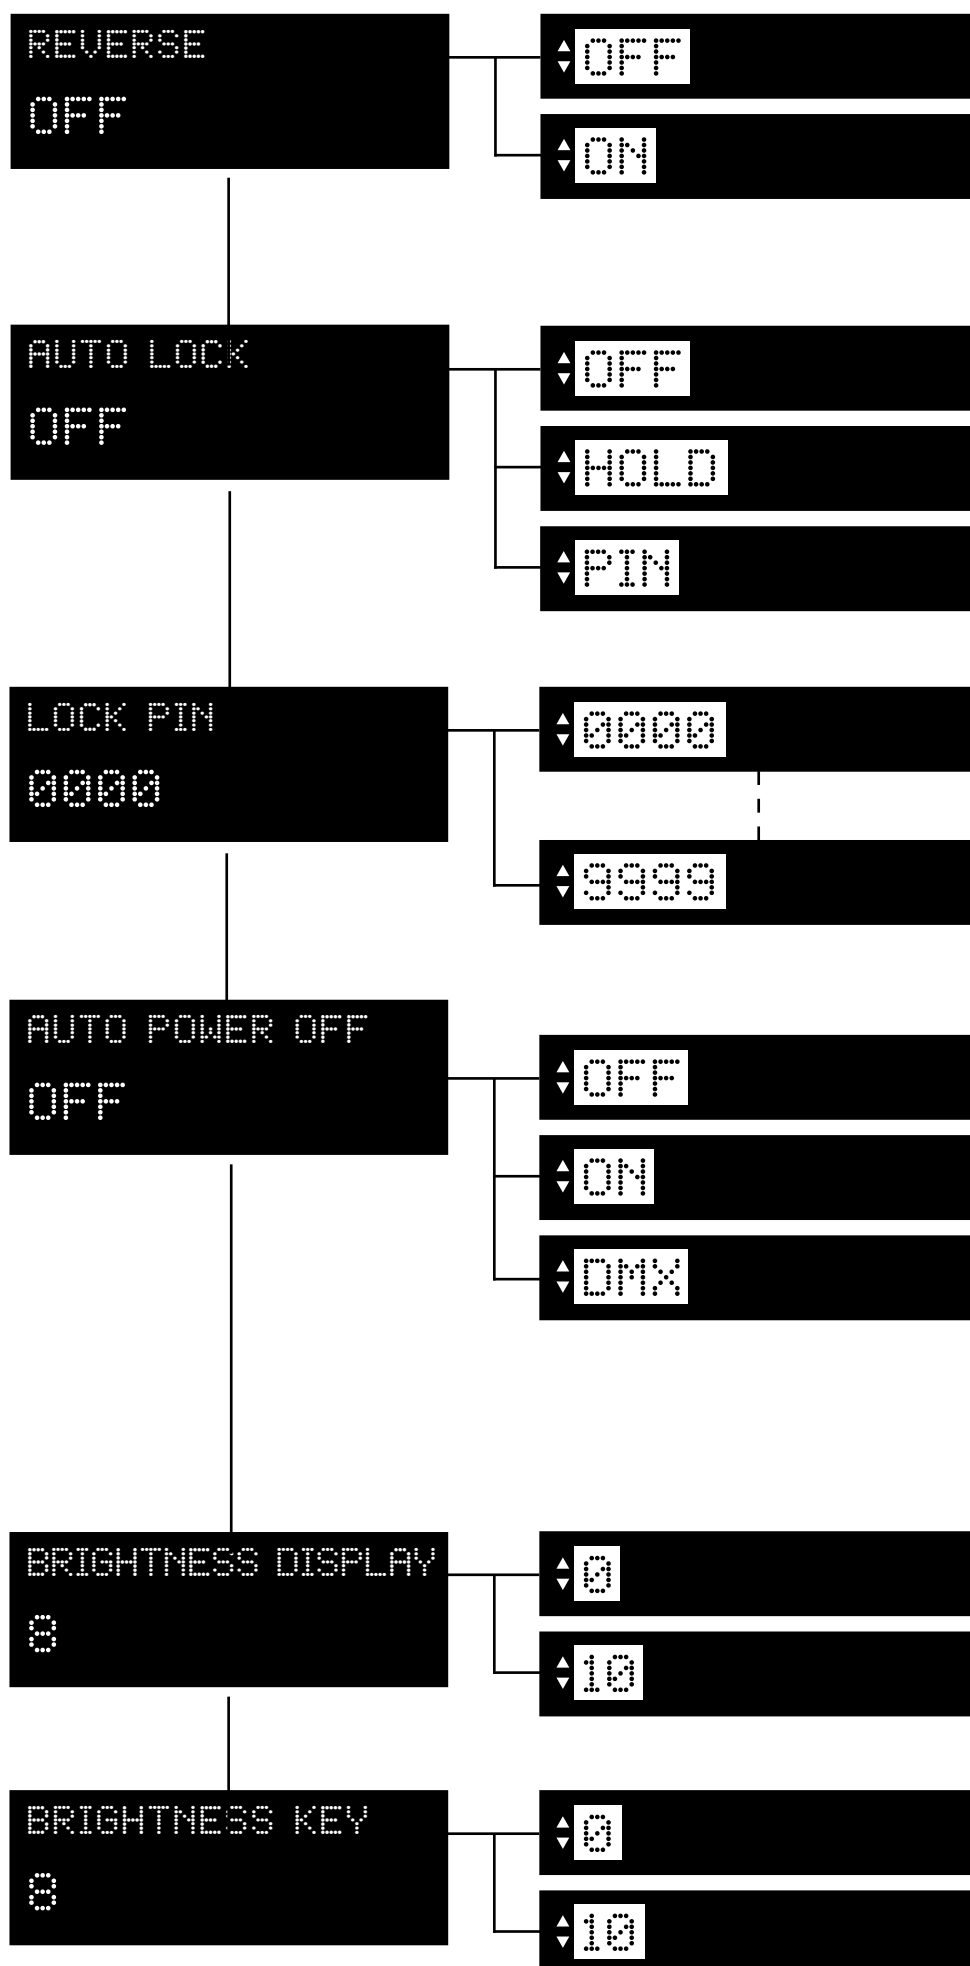 REVERSE
OFF
OFF
ON
AUTO LOCK
OFF
OFF
HOLD
PIN
LOCK PIN
0000
0000
9999
AUTO POWER OFF
OFF
OFF
ON
DMX
BRIGHTNESS DISPLAY
8
0
10
BRIGHTNESS KEY
8
0
10